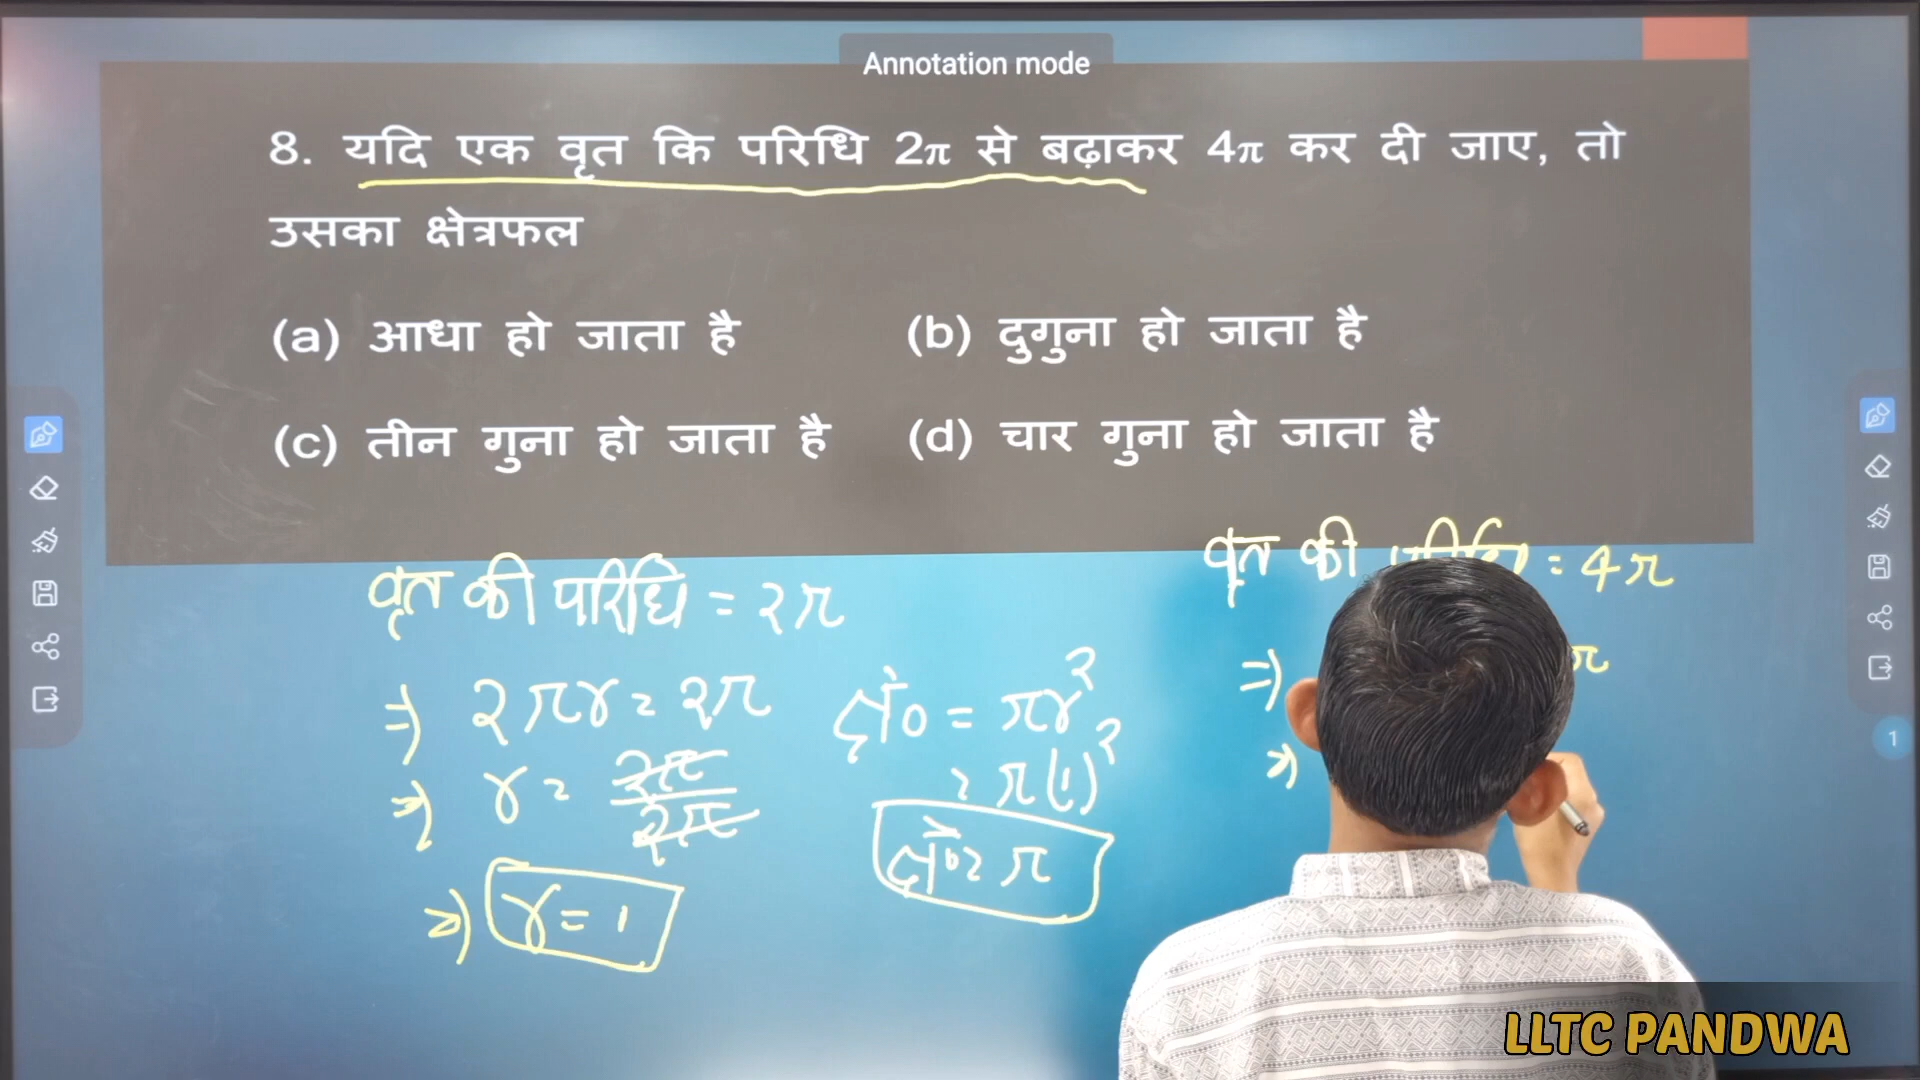 Annotation mode
8. यदि एक वृत कि परिधि 2π से बढ़ाकर 4π कर दी जाए, तो
उसका क्षेत्रफल
(a) आधा हो जाता है (b) दुगुना हो जाता है
(c) तीन गुना हो जाता है (d) चार गुना हो जाता है
वृत की परिधि = 2π
⇒ 2πr = 2π
⇒ r = 2π/2π
⇒ r = 1
क्षे० = πr²
= π(1)²
क्षे० = π
वृत की = 4π
⇒ π
⇒
1
LLTC PANDWA